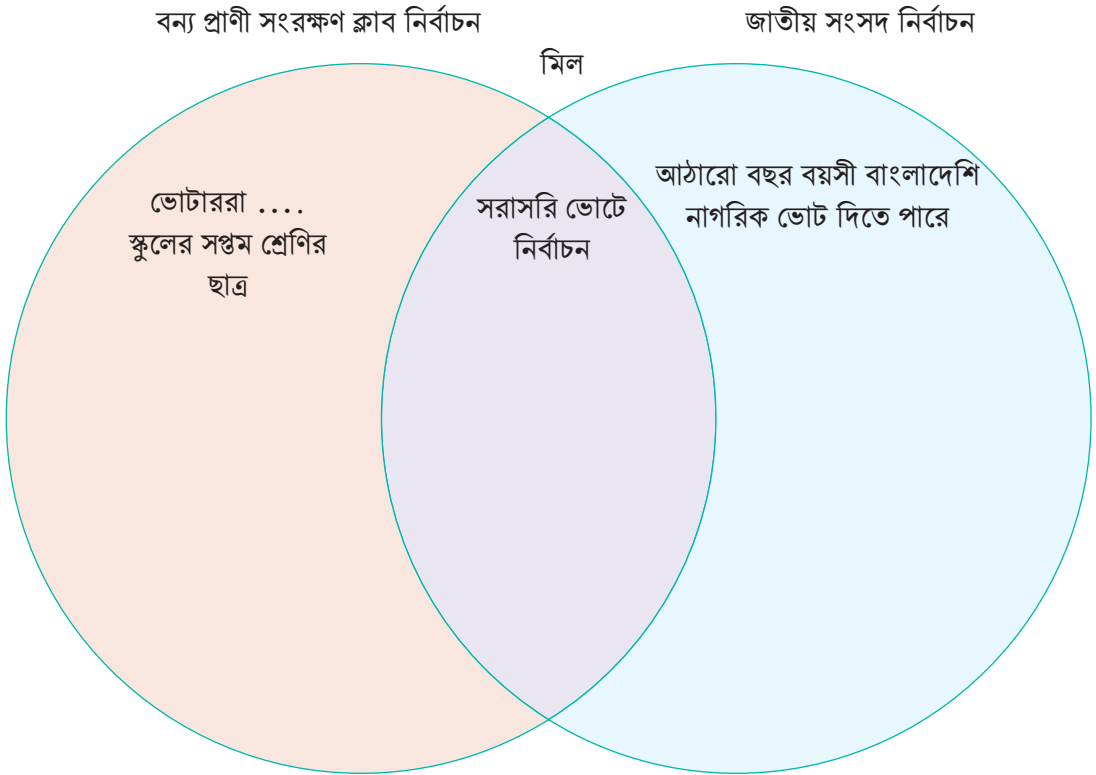 বন্য প্রাণী সংরক্ষণ ক্লাব নির্বাচন
জাতীয় সংসদ নির্বাচন
মিল
ভোটাররা ....
স্কুলের সপ্তম শ্রেণির
ছাত্র
সরাসরি ভোটে
নির্বাচন
আঠারো বছর বয়সী বাংলাদেশি
নাগরিক ভোট দিতে পারে